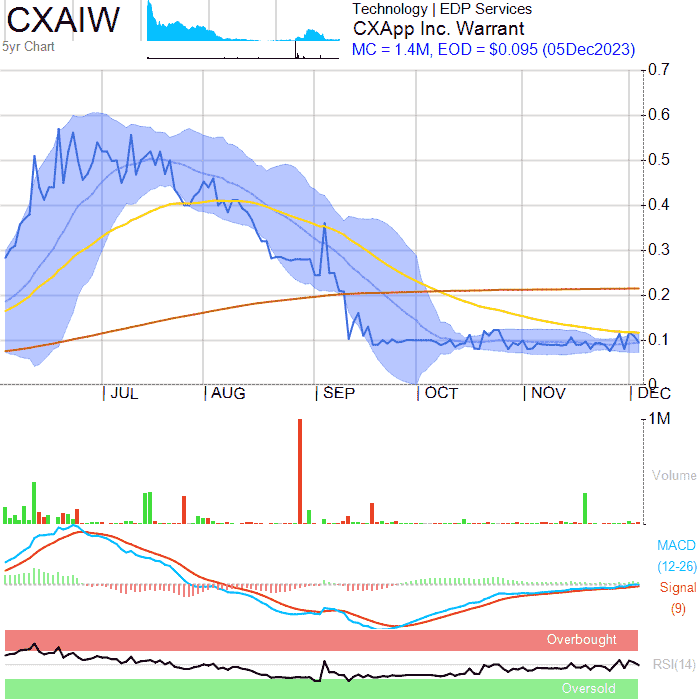 CXAIW
5yr Chart
Technology | EDP Services
CXApp Inc. Warrant
MC = 1.4M, EOD = $0.095 (05Dec2023)
0.7
0.6
0.5
0.4
0.3
0.2
0.1
0
JUL AUG SEP OCT NOV DEC
1M
Volume
MACD
(12-26)
Signal
(9)
Overbought
RSI(14)
Oversold